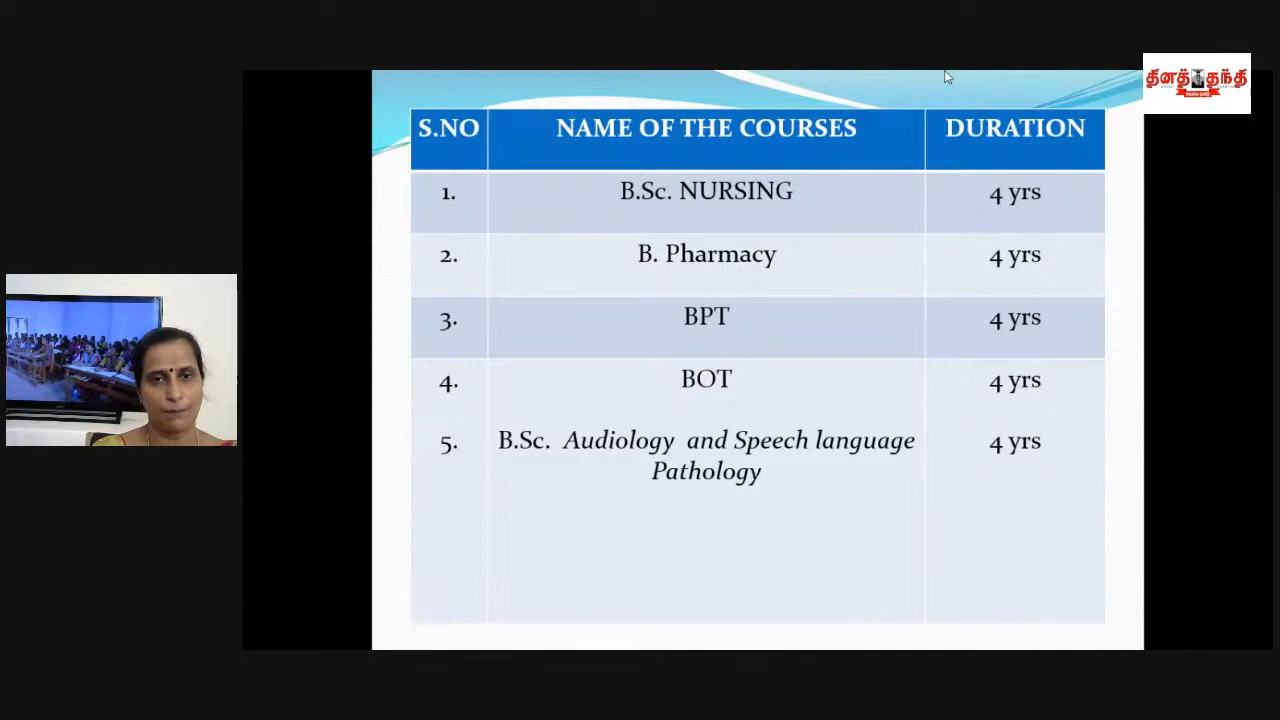 தினத் தந்தி
S.NO NAME OF THE COURSES DURATION
1. B.Sc. NURSING 4 yrs
2. B. Pharmacy 4 yrs
3. BPT 4 yrs
4. BOT 4 yrs
5. B.Sc. Audiology and Speech language 4 yrs
Pathology